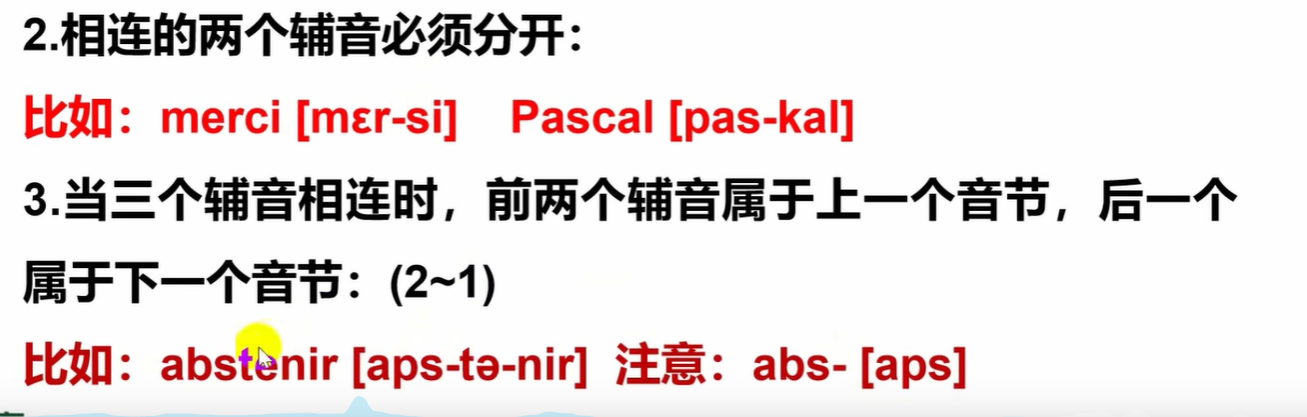 2.相连的两个辅音必须分开：
比如：merci [mɛr-si]    Pascal [pas-kal]
3.当三个辅音相连时，前两个辅音属于上一个音节，后一个
属于下一个音节：(2~1)
比如：abstenir [aps-tə-nir]  注意：abs- [aps]